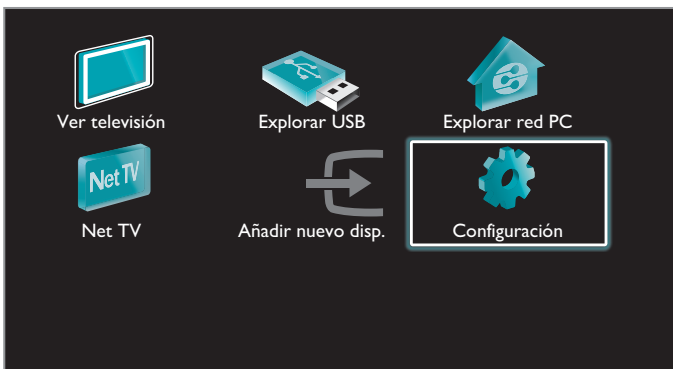 Ver televisión
Explorar USB
Explorar red PC
Net TV
Net TV
Añadir nuevo disp.
Configuración